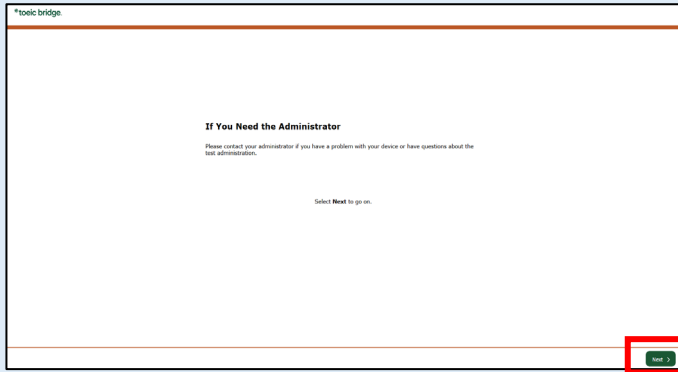 *toeic bridge.
If You Need the Administrator
Please contact your administrator if you have a problem with your device or have questions about the
test administration.
Select Next to go on.
Next >